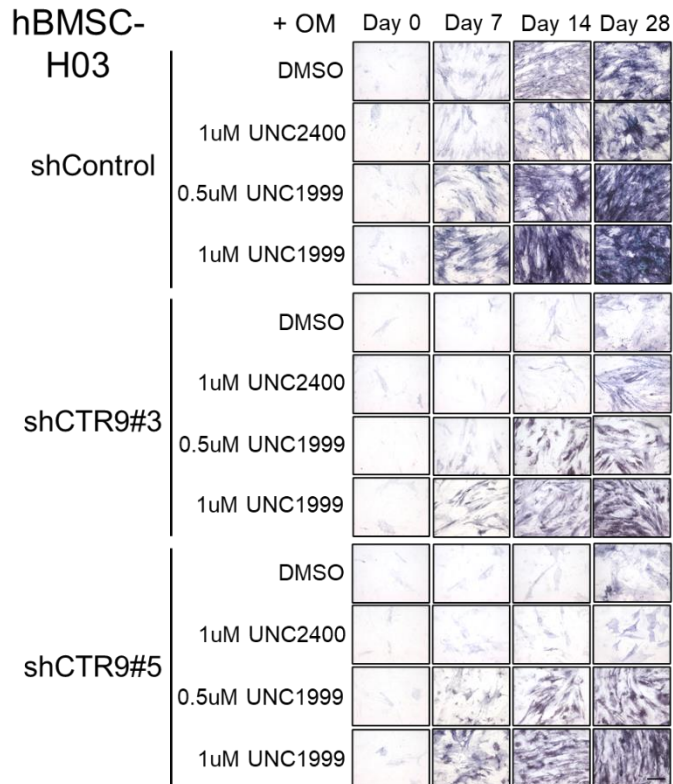 hBMSC-
H03
+ OM Day 0 Day 7 Day 14 Day 28
shControl
DMSO
1uM UNC2400
0.5uM UNC1999
1uM UNC1999
shCTR9#3
DMSO
1uM UNC2400
0.5uM UNC1999
1uM UNC1999
shCTR9#5
DMSO
1uM UNC2400
0.5uM UNC1999
1uM UNC1999